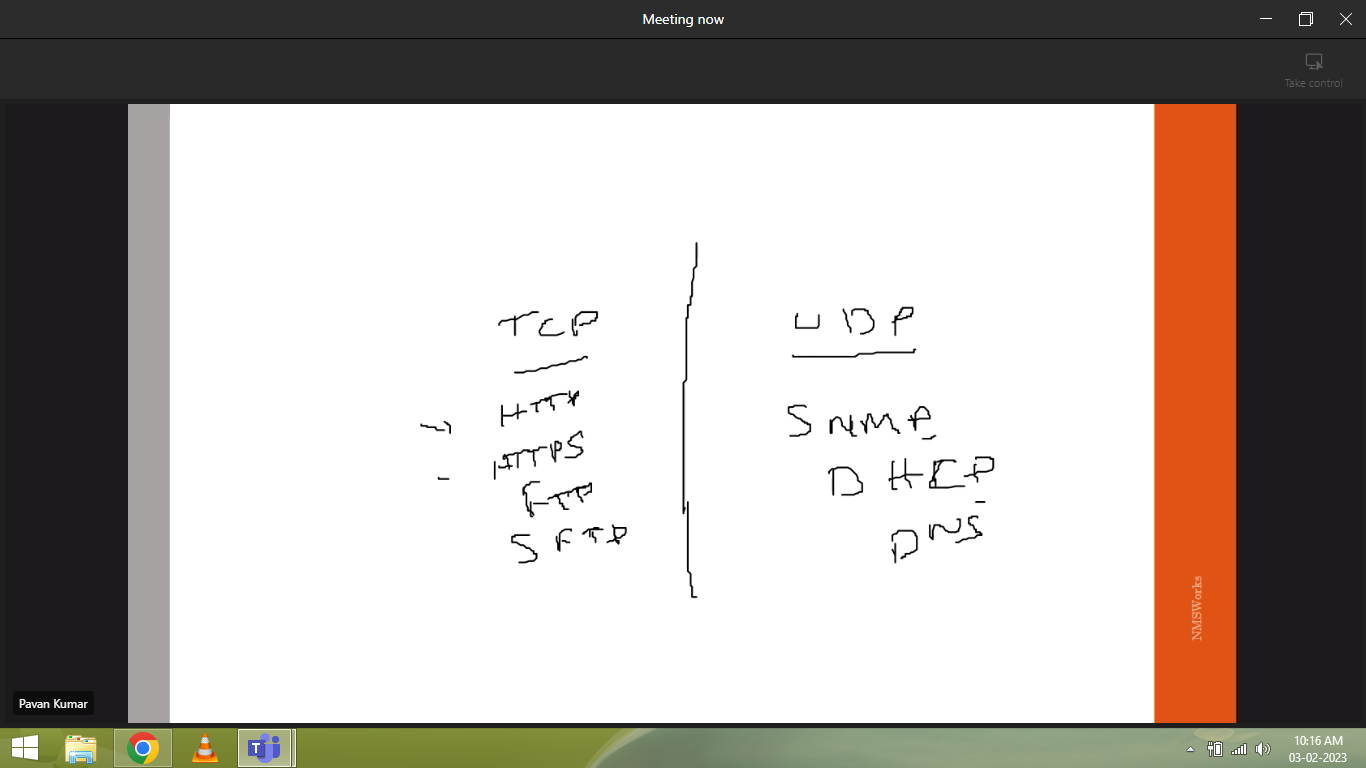 Meeting now
Take control
TCP
HTTP
HTTPS
FTP
SFTP
UDP
SNMP
DHCP
DNS
NMSWorks
Pavan Kumar
T
10:16 AM
03-02-2023